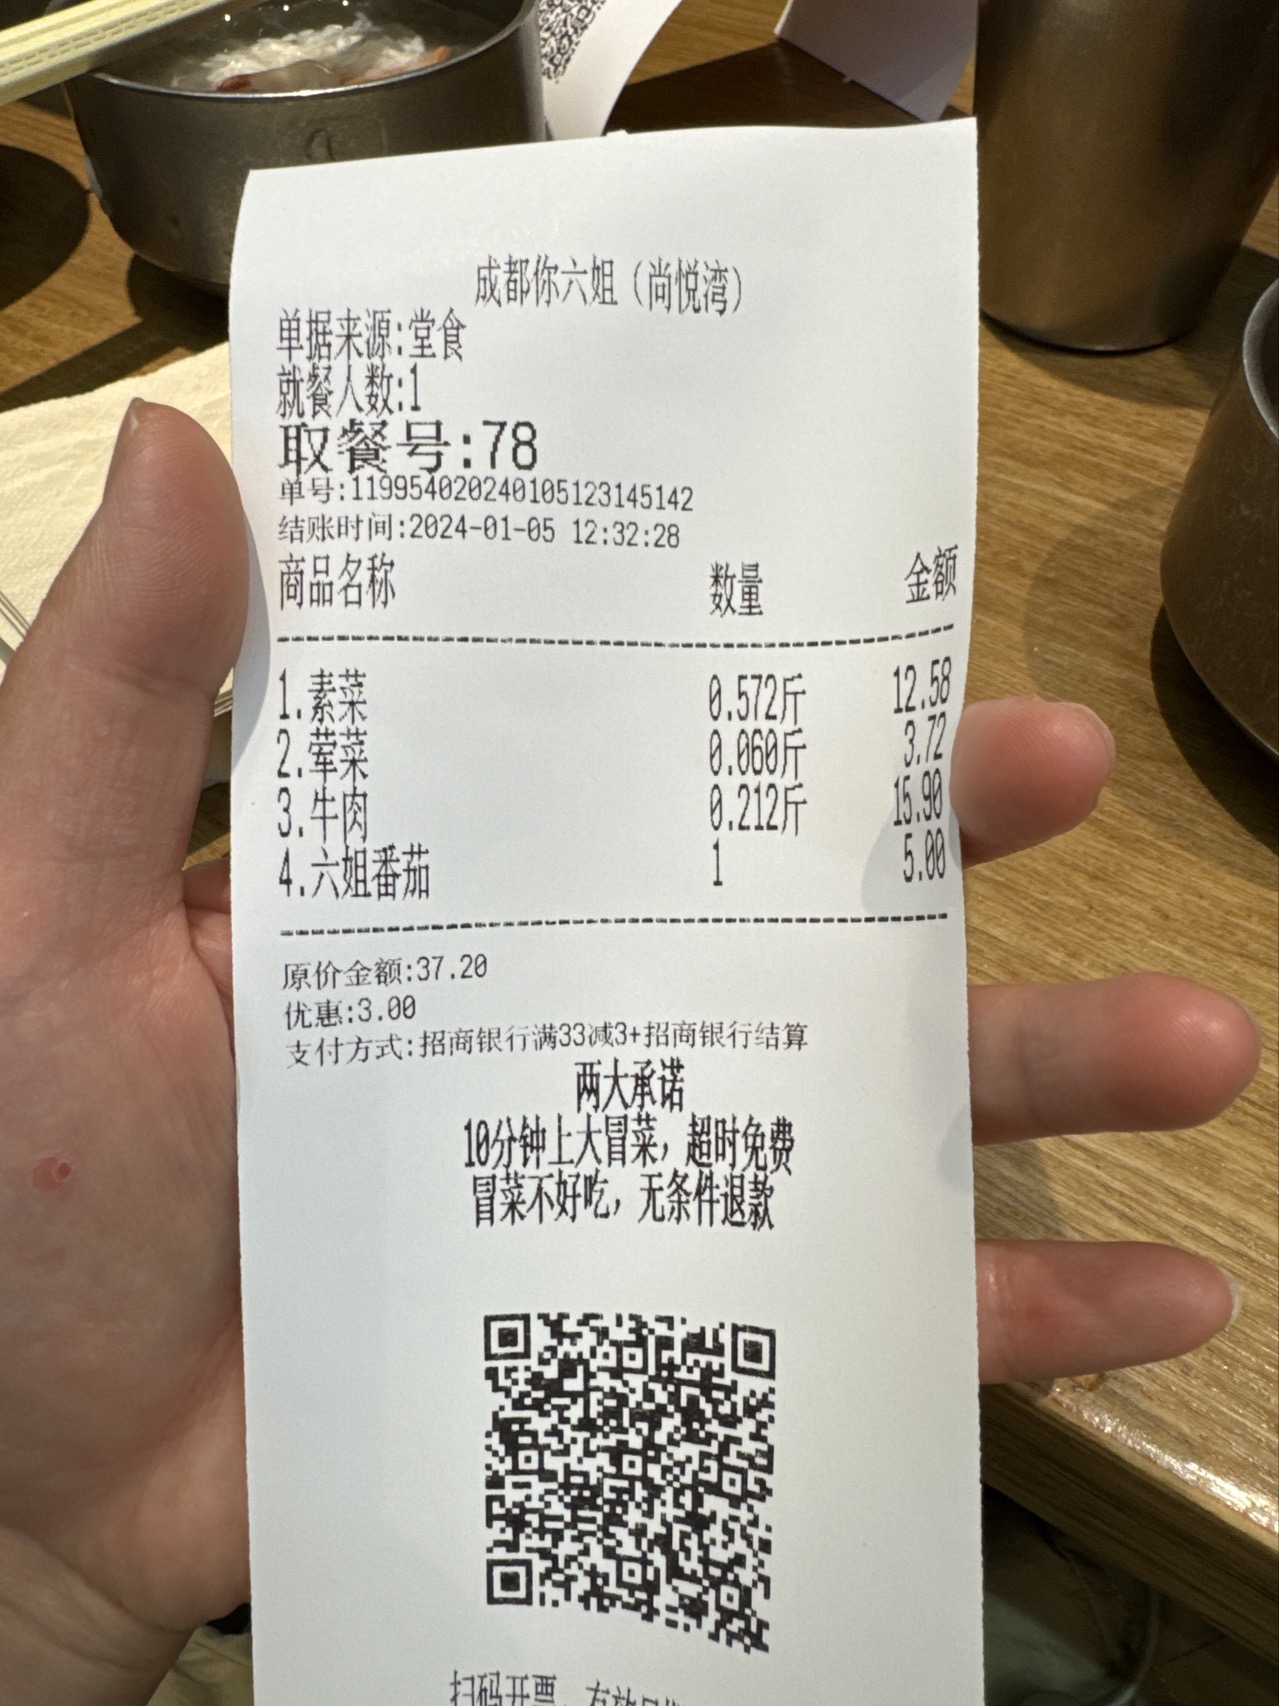 成都你六姐（尚悦湾）
单据来源:堂食
就餐人数:1
取餐号:78
单号:119954020240105123145142
结账时间:2024-01-05 12:32:28
商品名称 数量 金额
1.素菜 0.572斤 12.58
2.荤菜 0.060斤 3.72
3.牛肉 0.212斤 15.90
4.六姐番茄 1 5.00
原价金额:37.20
优惠:3.00
支付方式:招商银行满33减3+招商银行结算
两大承诺
10分钟上大冒菜，超时免费
冒菜不好吃，无条件退款
扫码开票，有效